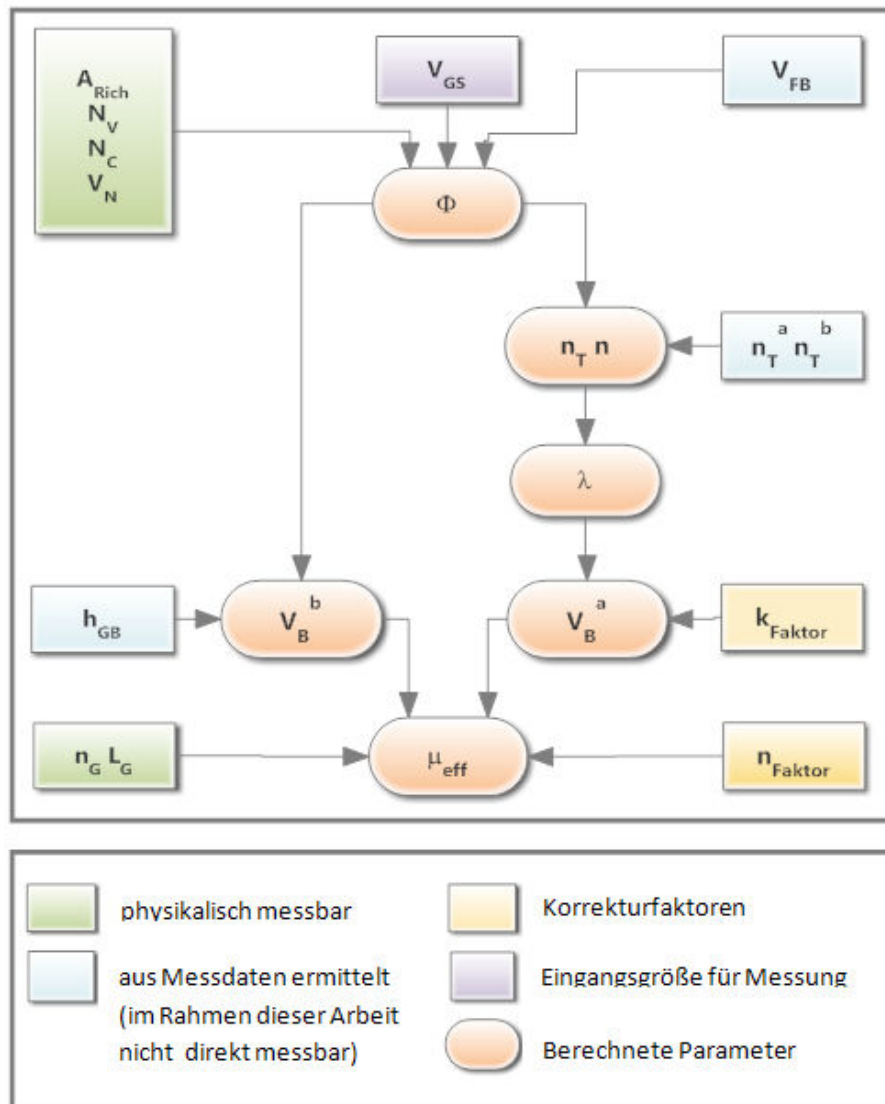 A_Rich
N_V
N_C
V_N
V_GS
V_FB
Φ
n_T n
n_T^a n_T^b
λ
h_GB
V_B^b
V_B^a
k_Faktor
n_G L_G
μ_eff
n_Faktor
physikalisch messbar
aus Messdaten ermittelt
(im Rahmen dieser Arbeit
nicht direkt messbar)
Korrekturfaktoren
Eingangsgröße für Messung
Berechnete Parameter